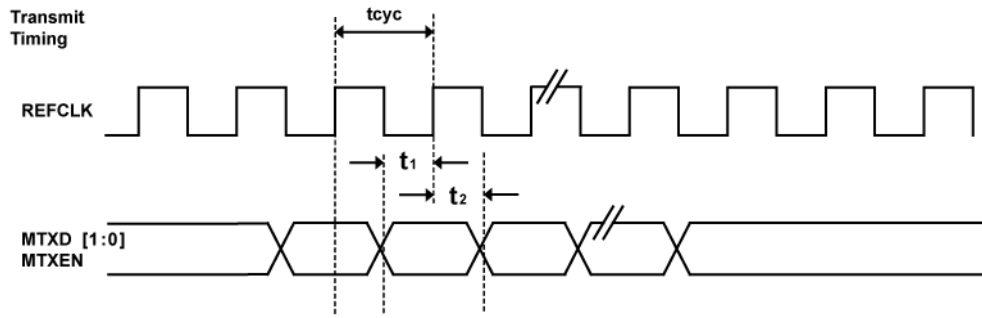 Transmit
Timing
tcyc
REFCLK
t₁
t₂
MTXD [1:0]
MTXEN